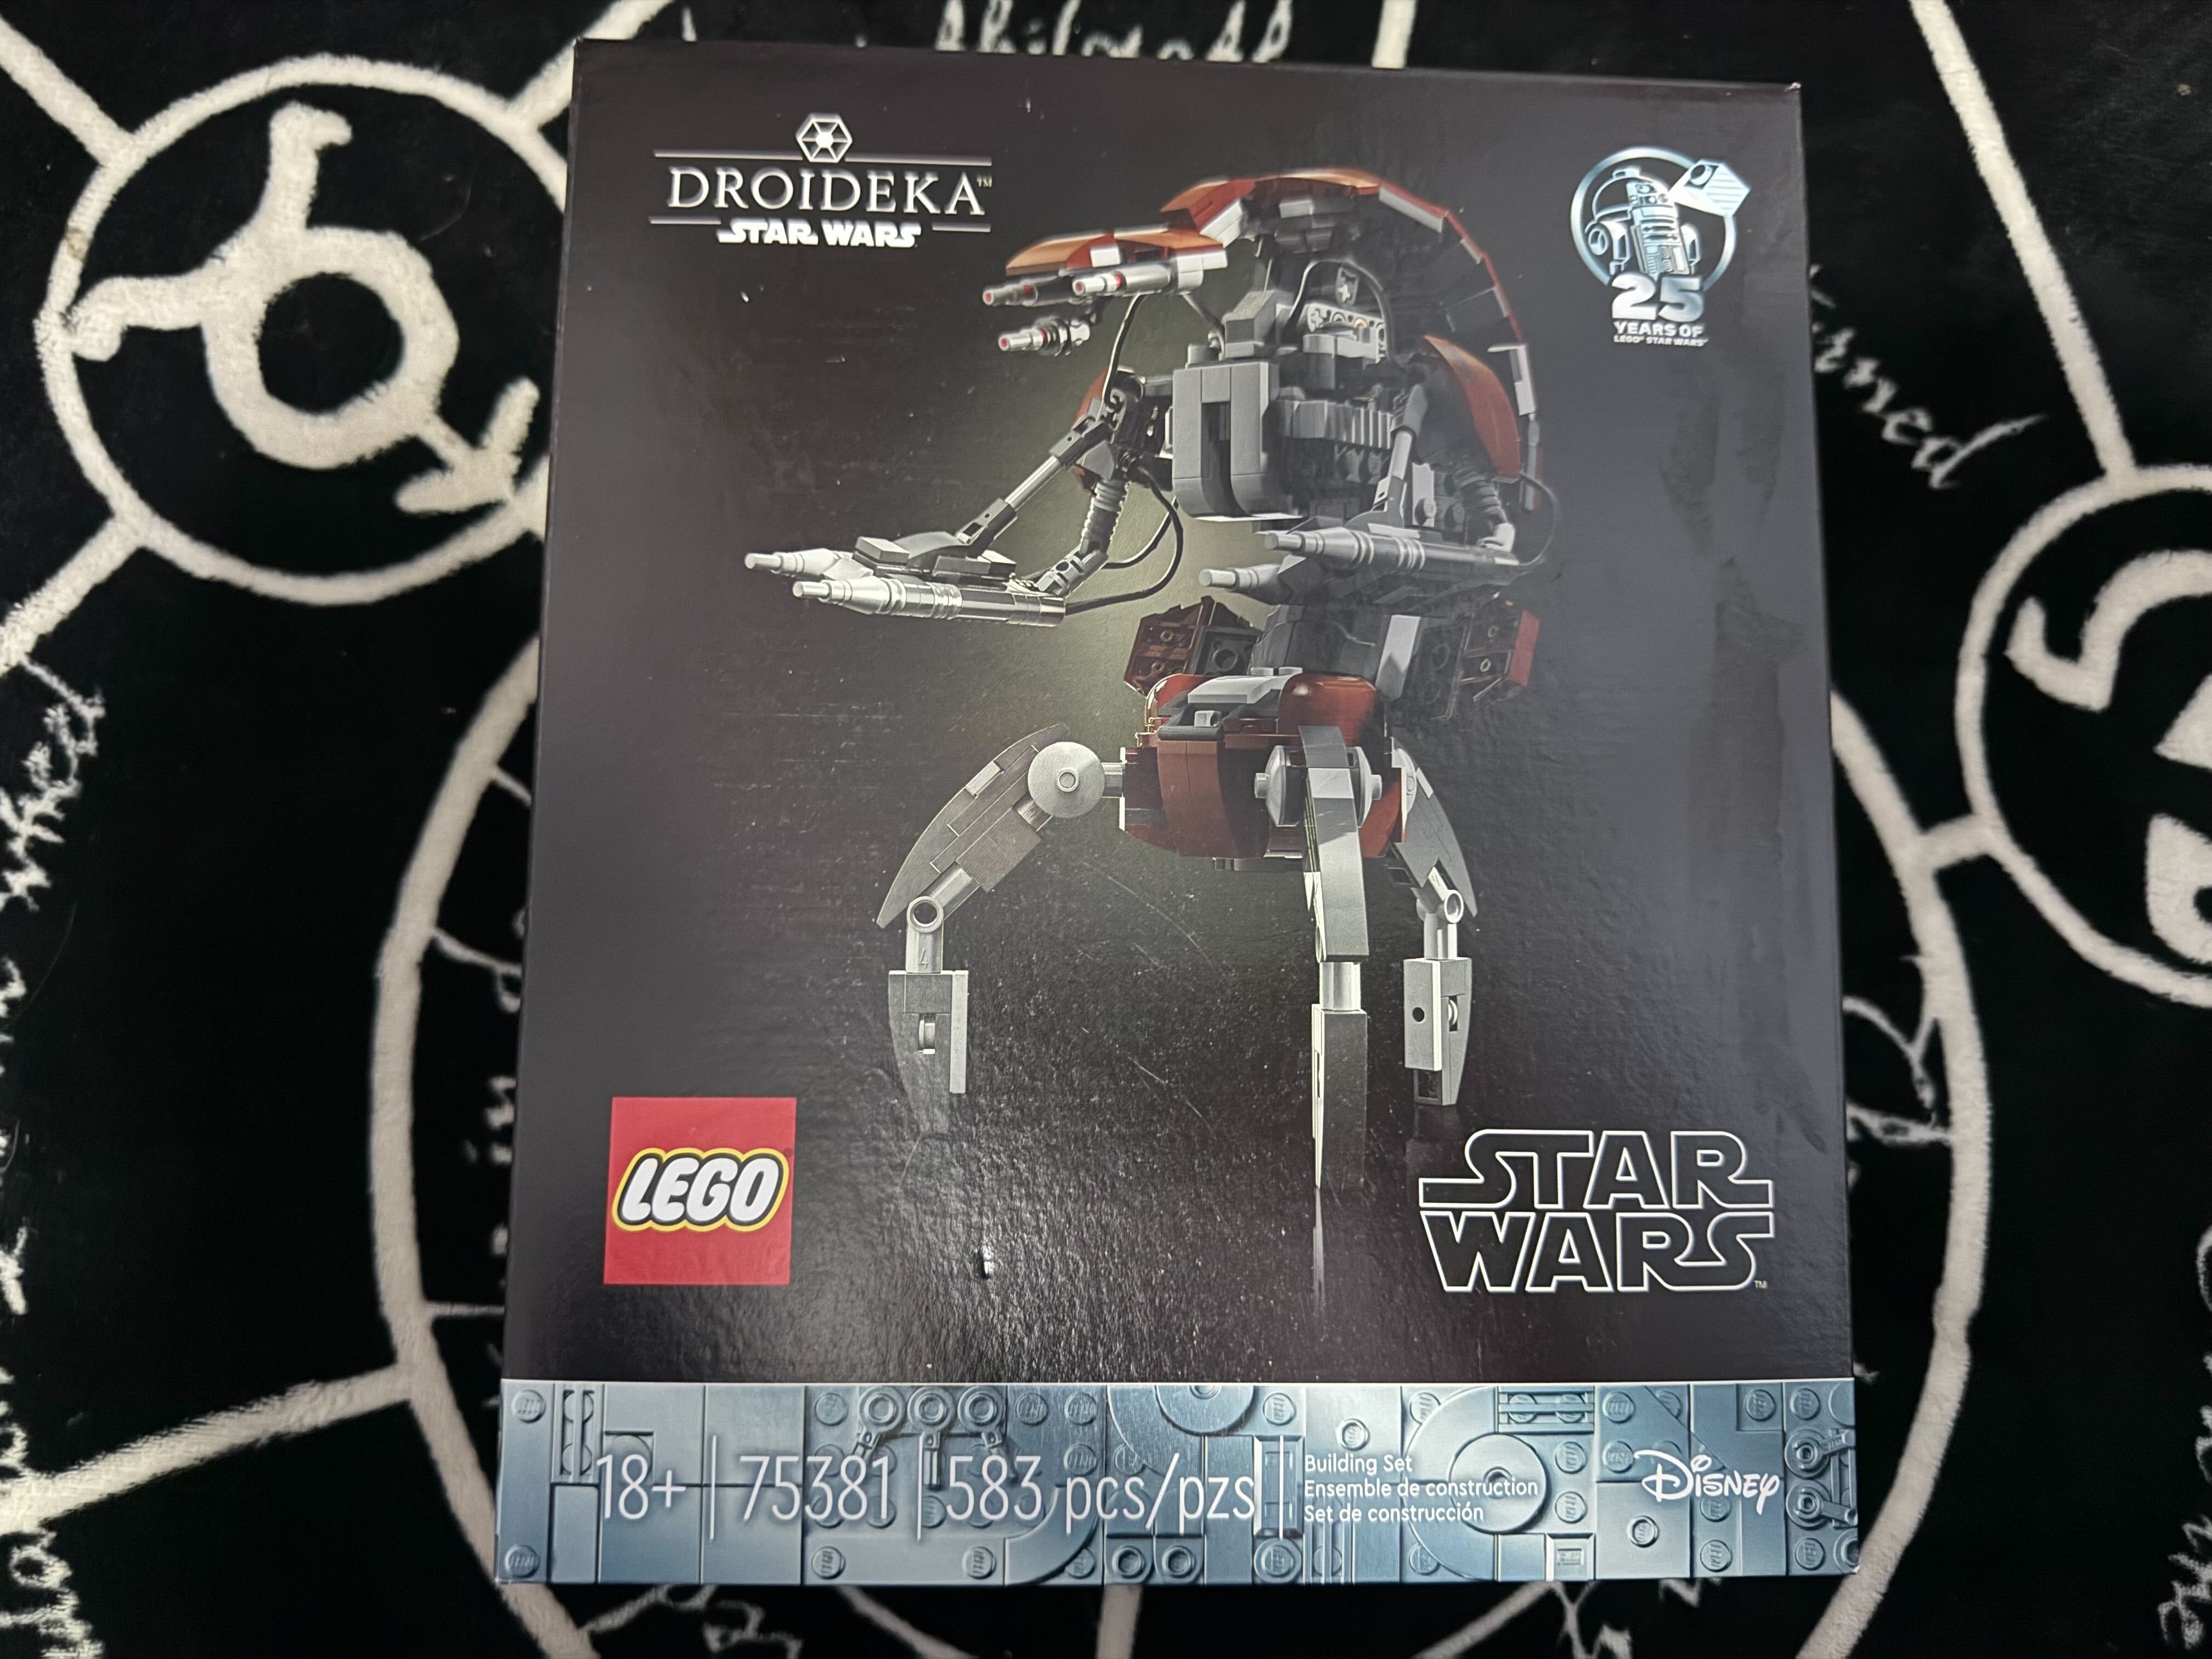 DROIDEKA™
STAR WARS
25
YEARS OF
LEGO® STAR WARS™
LEGO®
STAR
WARS™
18+ | 75381 | 583 pcs/pzs
Building Set
Ensemble de construction
Set de construcción
Disney